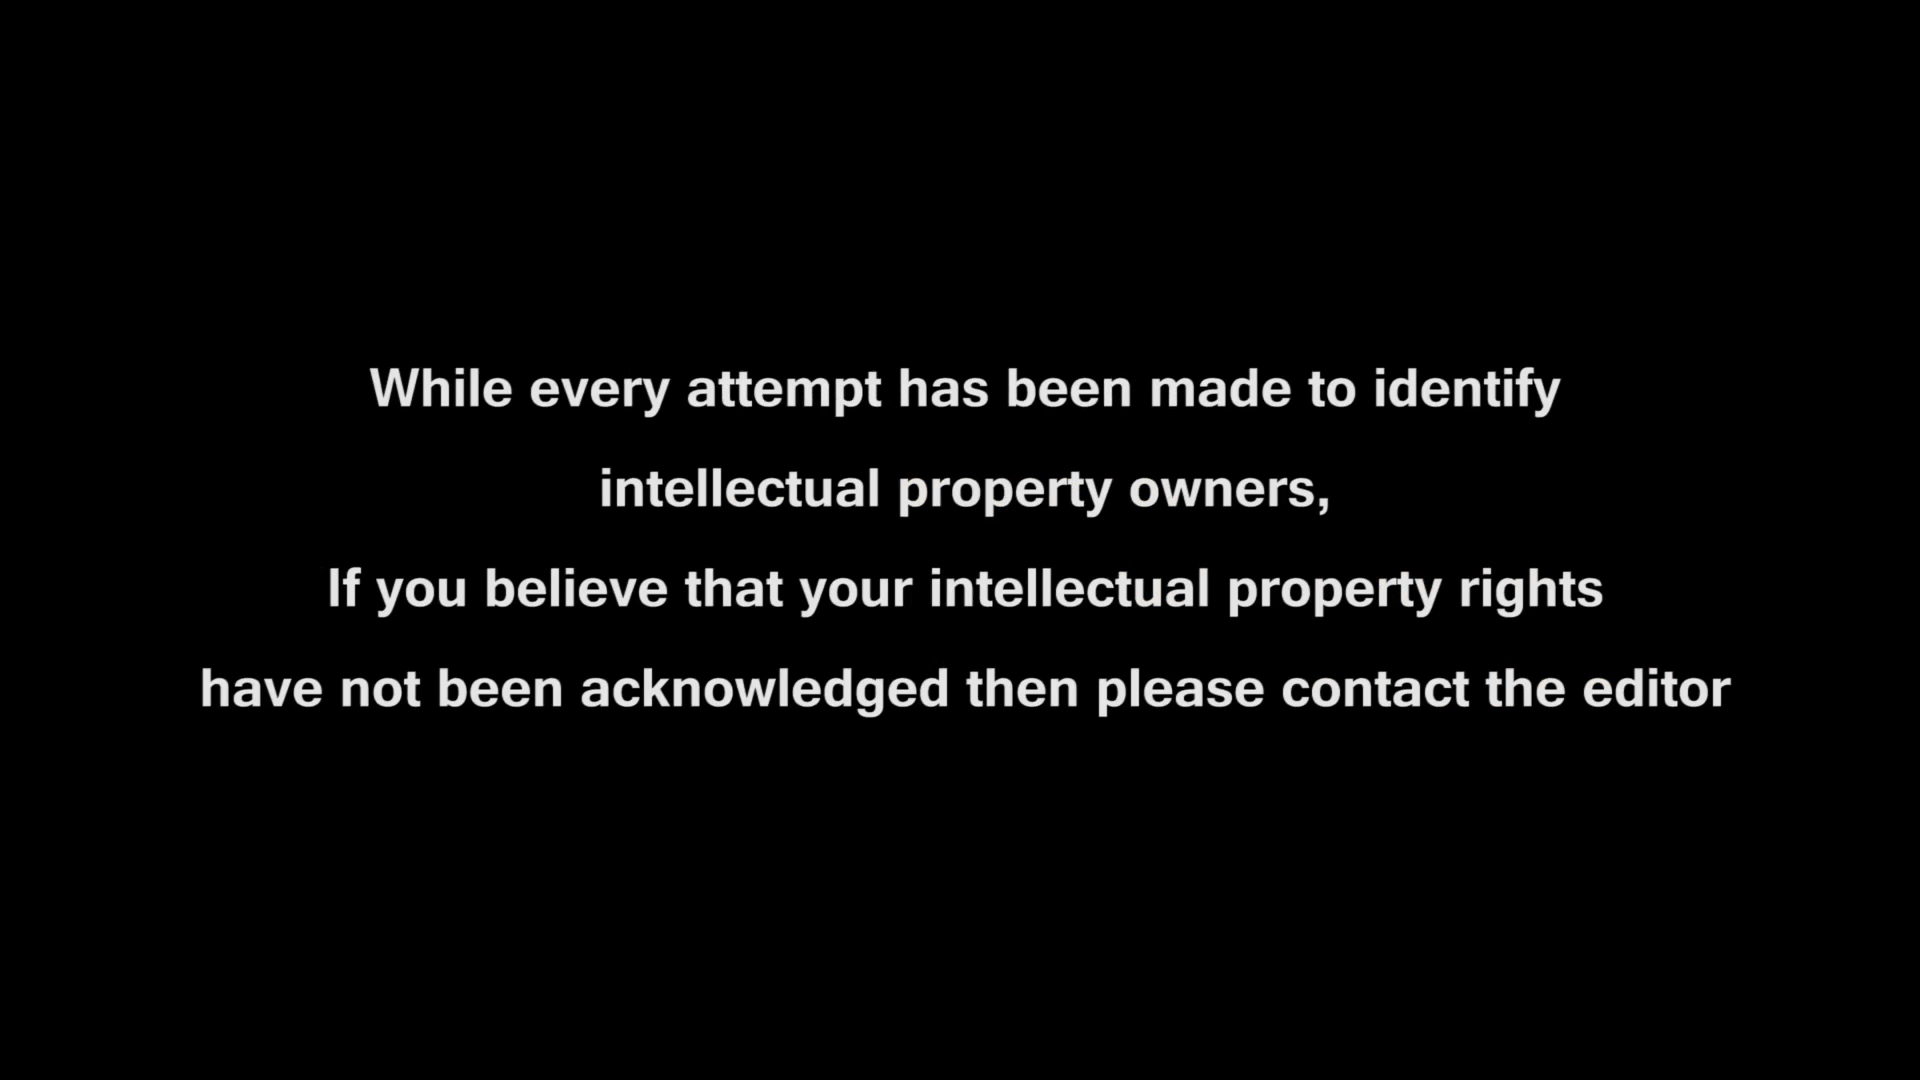 While every attempt has been made to identify
intellectual property owners,
If you believe that your intellectual property rights
have not been acknowledged then please contact the editor